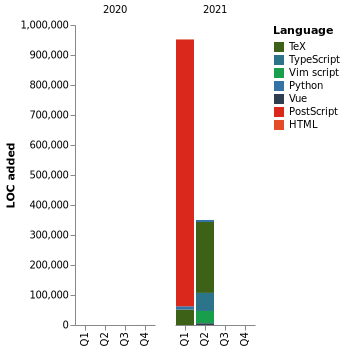 2020
2021
Language
TeX
TypeScript
Vim script
Python
Vue
PostScript
HTML
LOC added
1,000,000
900,000
800,000
700,000
600,000
500,000
400,000
300,000
200,000
100,000
0
Q1
Q2
Q3
Q4
Q1
Q2
Q3
Q4